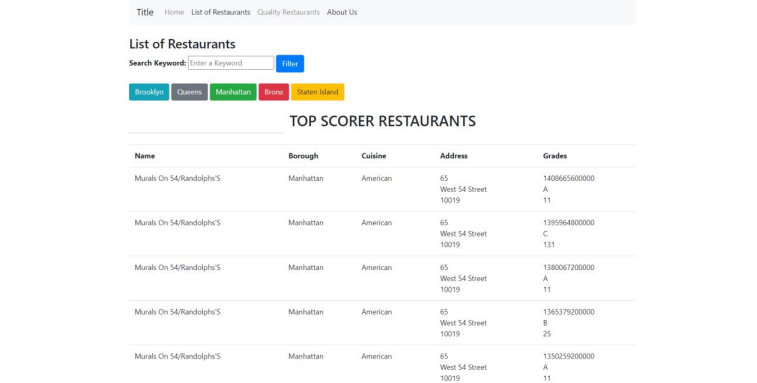 Title Home List of Restaurants Quality Restaurants About Us
List of Restaurants
Search Keyword: Enter a Keyword Filter
Brooklyn Queens Manhattan Bronx Staten Island
TOP SCORER RESTAURANTS
Name Borough Cuisine Address Grades
Murals On 54/Randolphs'S Manhattan American 65 1408665600000
West 54 Street A
10019 11
Murals On 54/Randolphs'S Manhattan American 65 1395964800000
West 54 Street C
10019 131
Murals On 54/Randolphs'S Manhattan American 65 1380067200000
West 54 Street A
10019 11
Murals On 54/Randolphs'S Manhattan American 65 1365379200000
West 54 Street B
10019 25
Murals On 54/Randolphs'S Manhattan American 65 1350259200000
West 54 Street A
10019 11